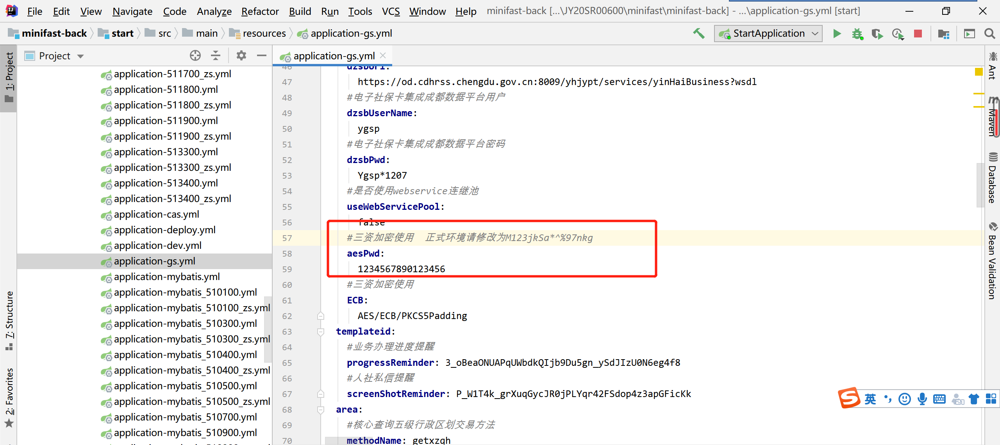 File Edit View Navigate Code Analyze Refactor Build Run Tools VCS Window Help minifast-back [...\JY20SR00600\minifast\minifast-back] - ...\application-gs.yml [start]
minifast-back start src main resources application-gs.yml StartApplication
1: Project
7: Structure
2: Favorites
Project
application-511700_zs.yml
application-511800.yml
application-511800_zs.yml
application-511900.yml
application-511900_zs.yml
application-513300.yml
application-513300_zs.yml
application-513400.yml
application-513400_zs.yml
application-cas.yml
application-deploy.yml
application-dev.yml
application-gs.yml
application-mybatis.yml
application-mybatis_510100.yml
application-mybatis_510100_zs.yml
application-mybatis_510300.yml
application-mybatis_510300_zs.yml
application-mybatis_510400.yml
application-mybatis_510400_zs.yml
application-mybatis_510500.yml
application-mybatis_510500_zs.yml
application-mybatis_510700.yml
application-mybatis_510900.yml
application-gs.yml
46 dzsbUrl:
47 https://od.cdhrss.chengdu.gov.cn:8009/yhjypt/services/yinHaiBusiness?wsdl
48 #电子社保卡集成成都数据平台用户
49 dzsbUserName:
50 ygsp
51 #电子社保卡集成成都数据平台密码
52 dzsbPwd:
53 Ygsp*1207
54 #是否使用webservice连继池
55 useWebServicePool:
56 false
57 #三资加密使用 正式环境请修改为M123jkSa*^%97nkg
58 aesPwd:
59 1234567890123456
60 #三资加密使用
61 ECB:
62 AES/ECB/PKCS5Padding
63 templateid:
64 #业务办理进度提醒
65 progressReminder: 3_oBeaONUAPqUWbdkQIjb9Du5gn_ySdJIzU0N6eg4f8
66 #人社私信提醒
67 screenShotReminder: P_W1T4k_grXuqGycJR0jPLYqr42FSdop4z3apGFicKk
68 area:
69 #核心查询五级行政区划交易方法
70 methodName: getxzqh
Ant
Maven
Database
Bean Validation
英